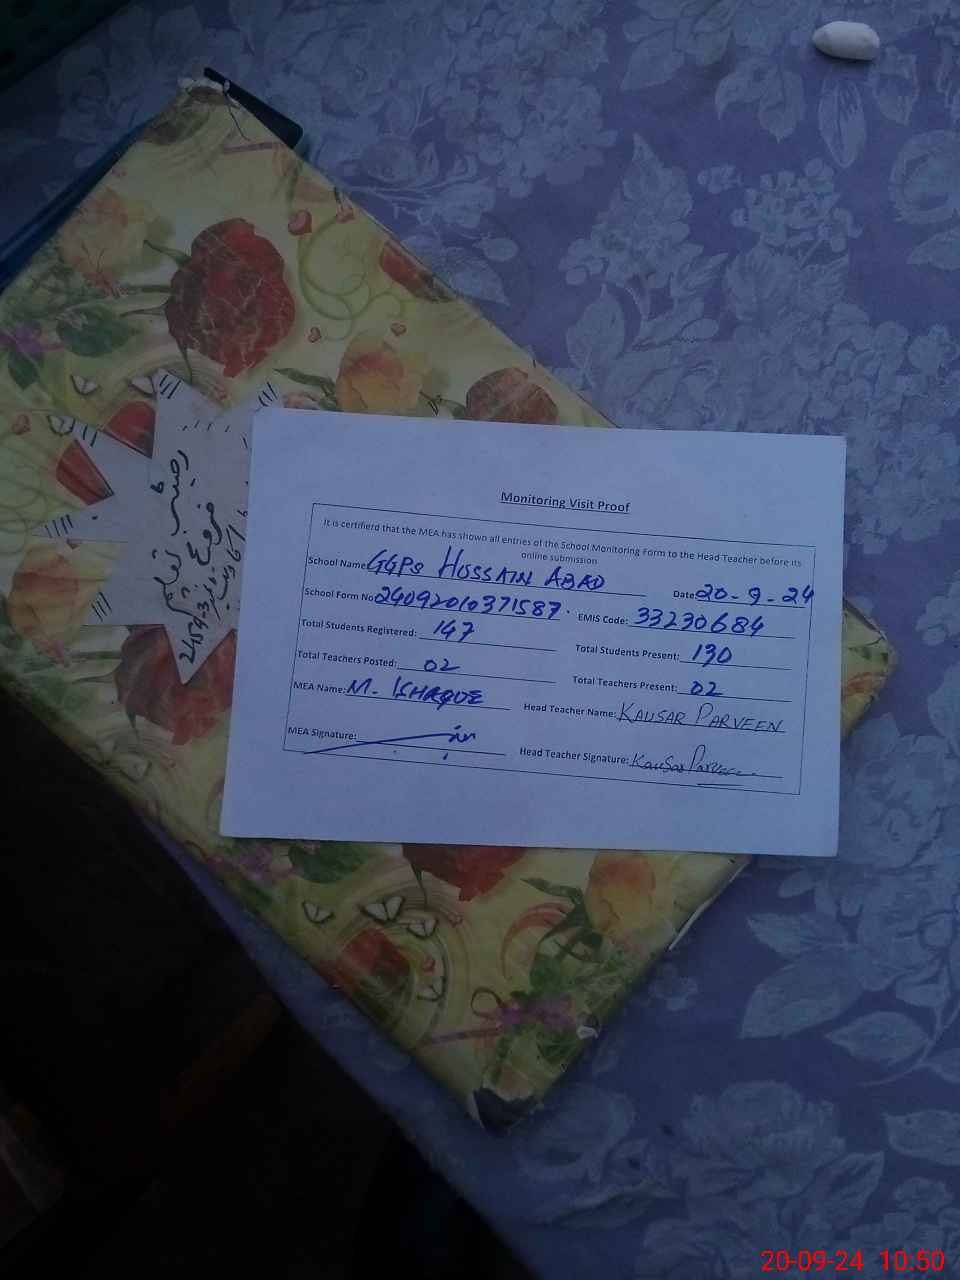 Monitoring Visit Proof
It is certifierd that the MEA has shown all entries of the School Monitoring Form to the Head Teacher before its
online submission
School Name: GGPS HUSSAIN ABAD Date: 20-9-24
School Form No: 24092010371587. EMIS Code: 33230684
Total Students Registered: 147 Total Students Present: 130
Total Teachers Posted: 02 Total Teachers Present: 02
MEA Name: M. ISHAQUE Head Teacher Name: KAUSAR PARVEEN
MEA Signature: Head Teacher Signature: Kausar Parveen
20-09-24 10:50